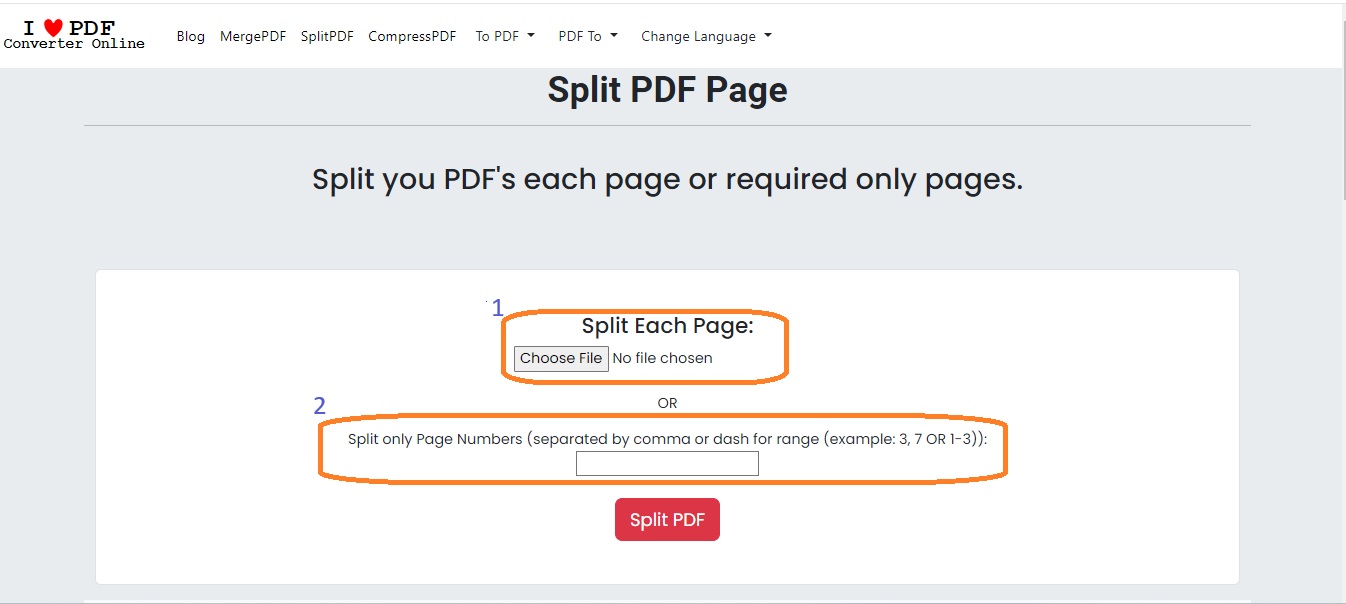 I ❤ PDF
Converter Online
Blog MergePDF SplitPDF CompressPDF To PDF PDF To Change Language
Split PDF Page
Split you PDF's each page or required only pages.
1
Split Each Page:
Choose File No file chosen
OR
2
Split only Page Numbers (separated by comma or dash for range (example: 3, 7 OR 1-3)):
Split PDF